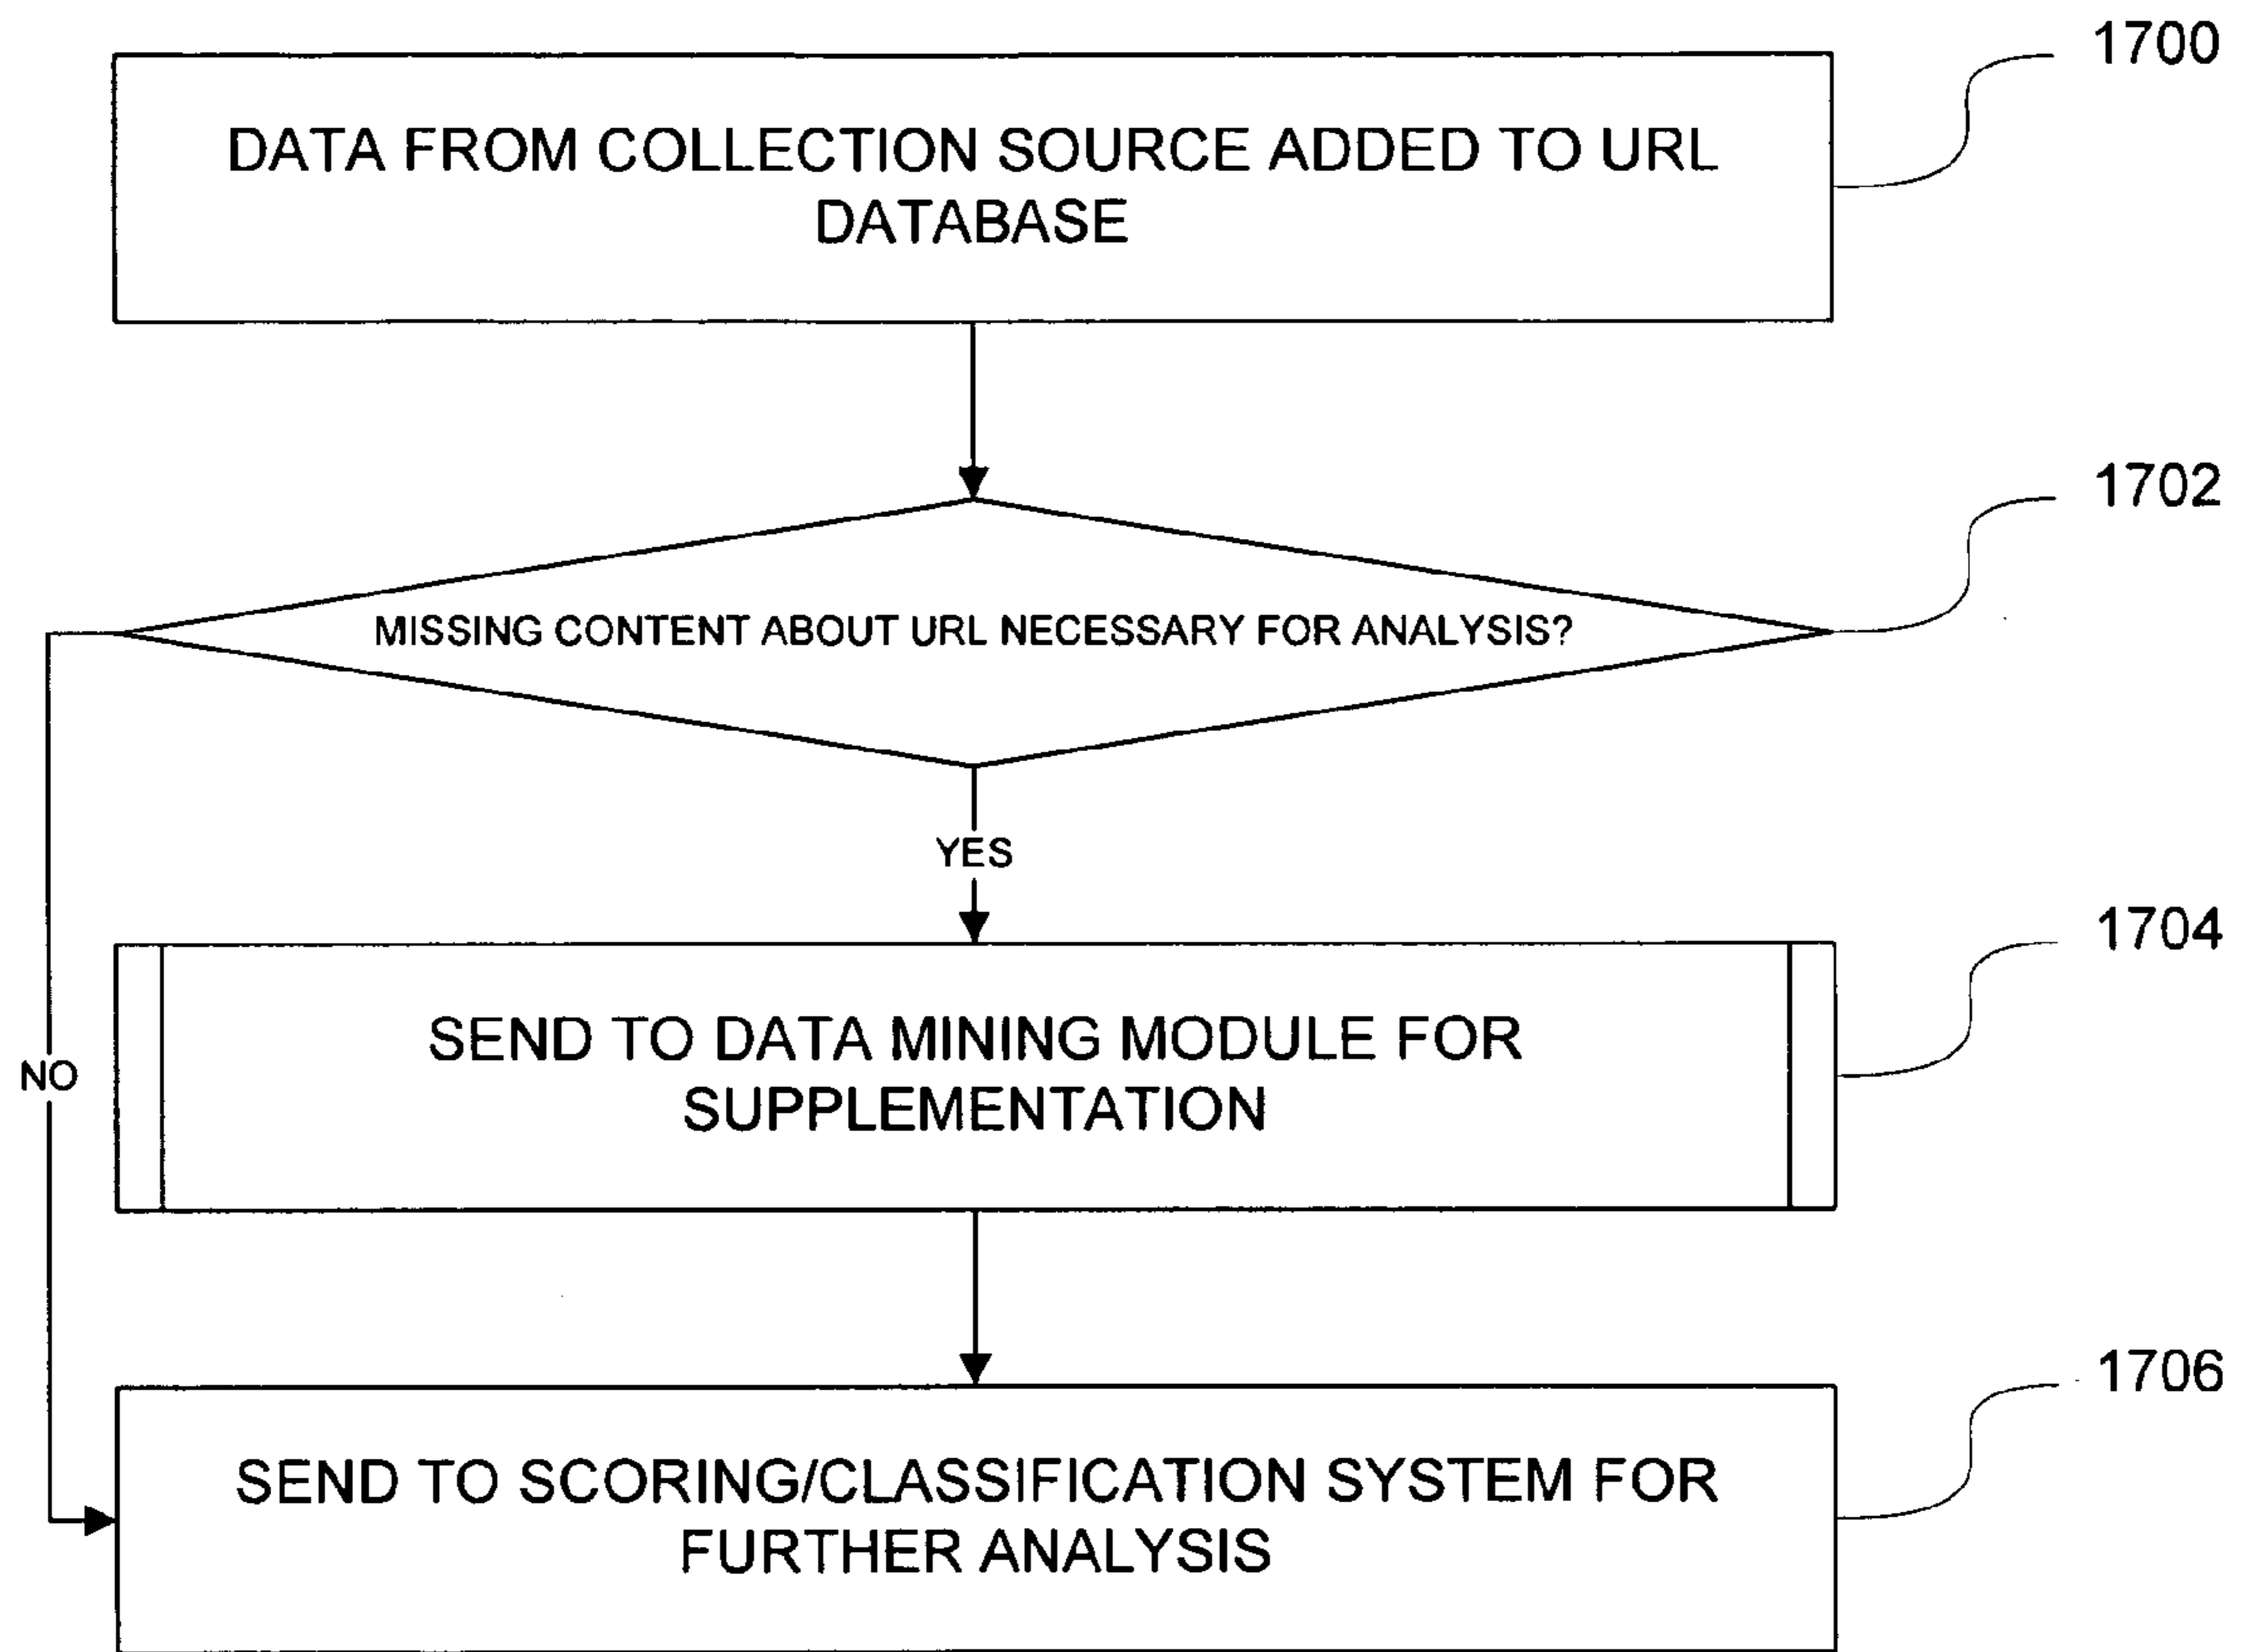 1700
DATA FROM COLLECTION SOURCE ADDED TO URL
DATABASE
1702
MISSING CONTENT ABOUT URL NECESSARY FOR ANALYSIS?
YES
1704
SEND TO DATA MINING MODULE FOR
SUPPLEMENTATION
NO
1706
SEND TO SCORING/CLASSIFICATION SYSTEM FOR
FURTHER ANALYSIS